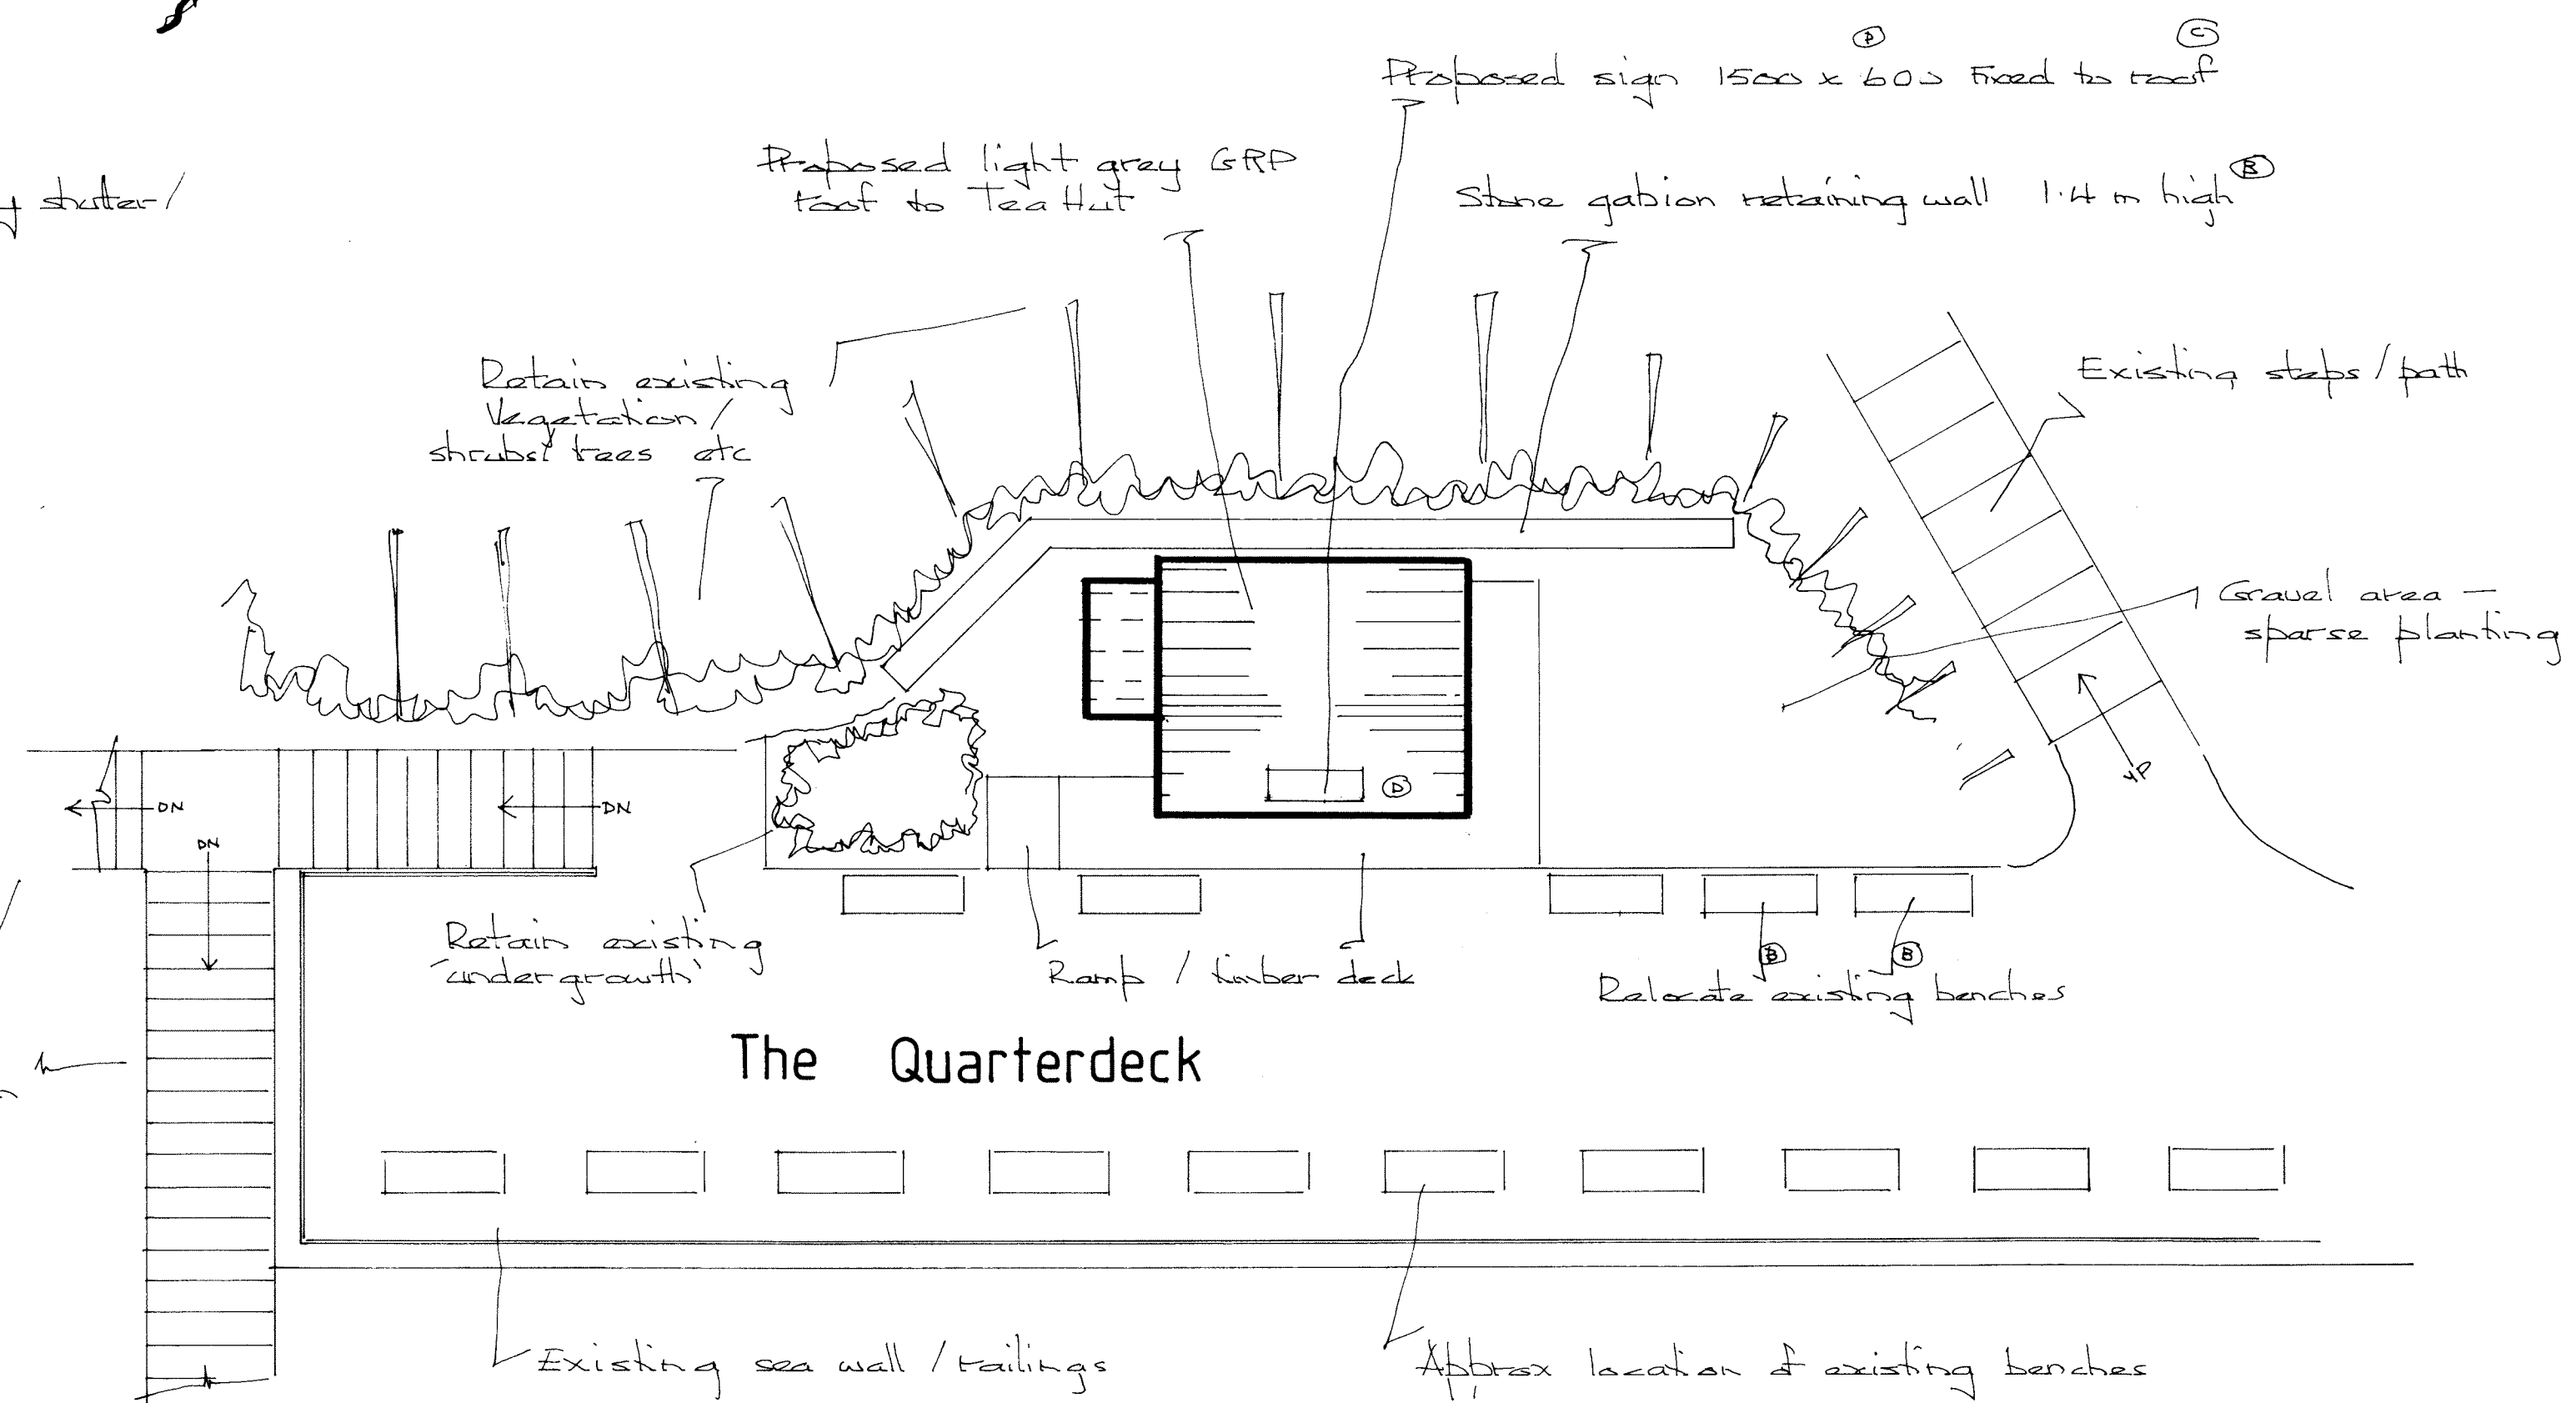 Ⓓ Ⓒ
Proposed sign 1500 x 600 Fixed to roof
Proposed light grey GRP
roof to Tea Hut
Stone gabion retaining wall 1.4 m high Ⓑ
shutter/
Retain existing
Vegetation/
shrubs/ trees etc
Existing steps/path
Gravel area —
sparse planting
UP
Ⓓ
DN
DN
DN
Retain existing
'undergrowth'
Ramp / timber deck
Ⓑ Ⓑ
Relocate existing benches
The Quarterdeck
Existing sea wall / railings
Approx location of existing benches